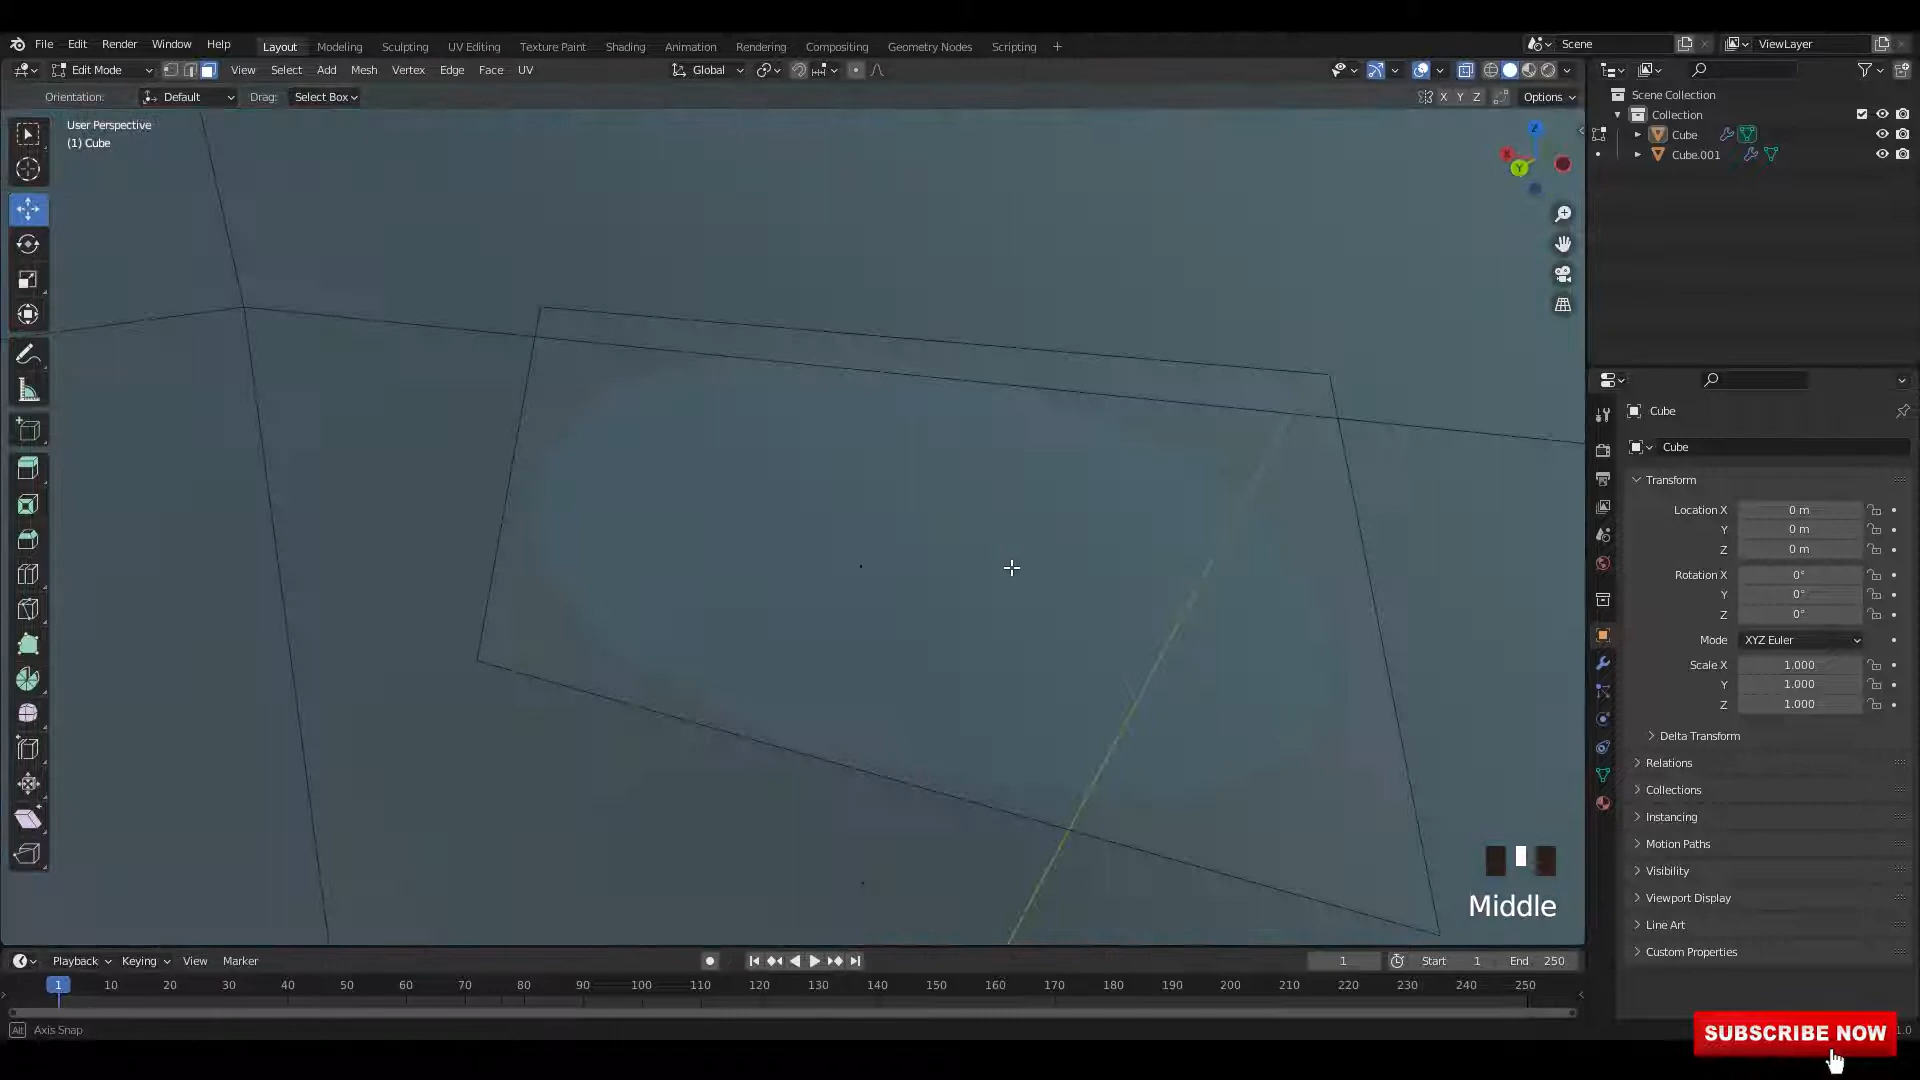 File Edit Render Window Help Layout Modeling Sculpting UV Editing Texture Paint Shading Animation Rendering Compositing Geometry Nodes Scripting + Scene ViewLayer
Edit Mode View Select Add Mesh Vertex Edge Face UV Global
Orientation: Default Drag: Select Box X Y Z Options
User Perspective
(1) Cube
Z
X
Y
Scene Collection
Collection
Cube
Cube.001
Cube
Cube
Transform
Location X 0 m
Y 0 m
Z 0 m
Rotation X 0°
Y 0°
Z 0°
Mode XYZ Euler
Scale X 1.000
Y 1.000
Z 1.000
Delta Transform
Relations
Collections
Instancing
Motion Paths
Visibility
Viewport Display
Line Art
Custom Properties
Middle
Playback Keying View Marker 1 Start 1 End 250
1 10 20 30 40 50 60 70 80 90 100 110 120 130 140 150 160 170 180 190 200 210 220 230 240 250
Alt Axis Snap
SUBSCRIBE NOW